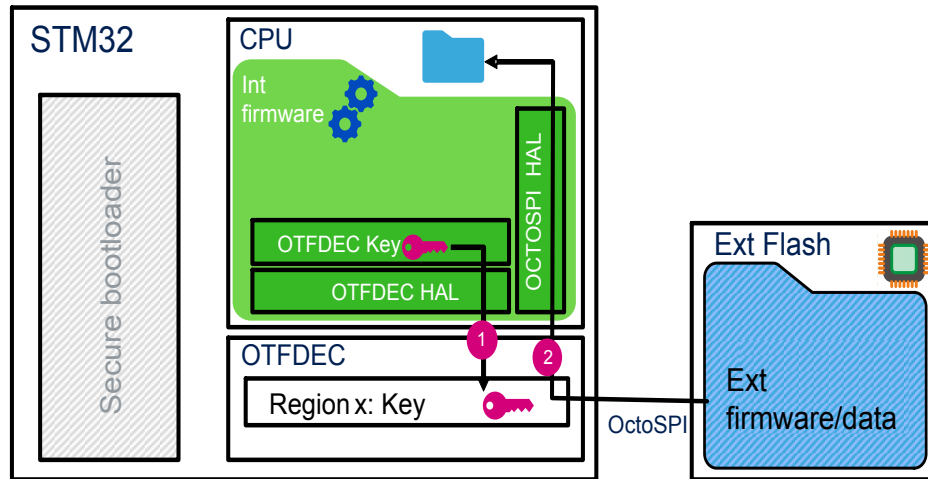 STM32
CPU
Int
firmware
Secure bootloader
OCTOSPI HAL
OTFDEC Key
OTFDEC HAL
1
2
OTFDEC
Region x: Key
OctoSPI
Ext Flash
Ext
firmware/data